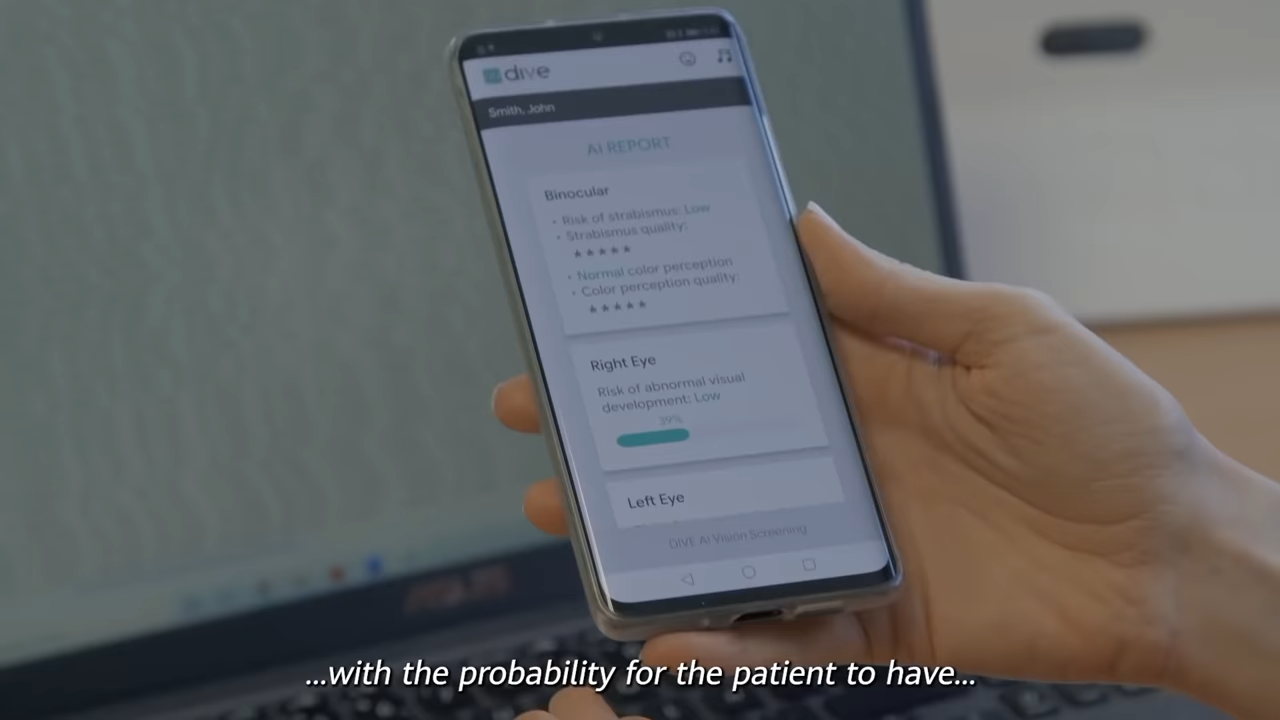 dive
Smith, John
AI REPORT
Binocular
• Risk of strabismus: Low
• Strabismus quality:
★★★★★
• Normal color perception
• Color perception quality:
★★★★★
Right Eye
Risk of abnormal visual
development: Low
39%
Left Eye
DIVE AI Vision Screening
...with the probability for the patient to have...